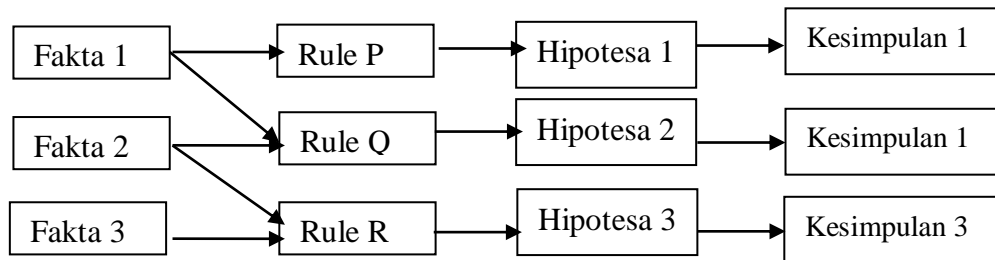 Fakta 1
Rule P
Hipotesa 1
Kesimpulan 1
Fakta 2
Rule Q
Hipotesa 2
Kesimpulan 1
Fakta 3
Rule R
Hipotesa 3
Kesimpulan 3